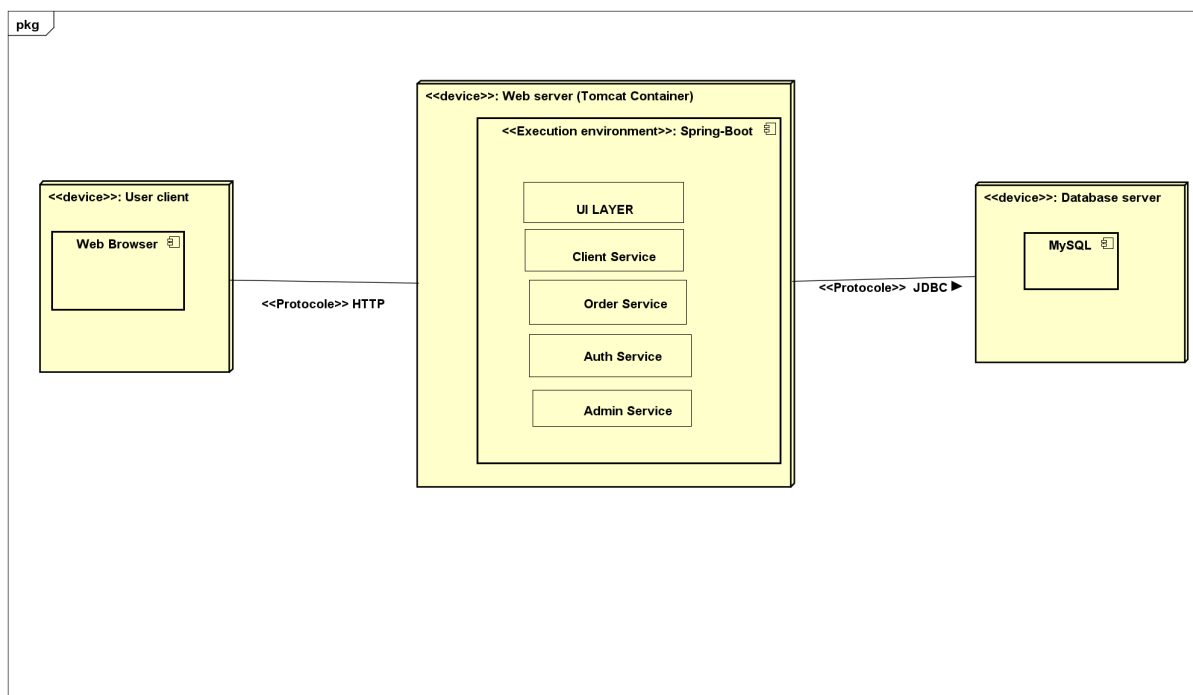 pkg
<<device>>: Web server (Tomcat Container)
<<Execution environment>>: Spring-Boot
<<device>>: User client
<<device>>: Database server
UI LAYER
Web Browser
MySQL
Client Service
<<Protocole>> HTTP
Order Service
<<Protocole>> JDBC ▶
Auth Service
Admin Service